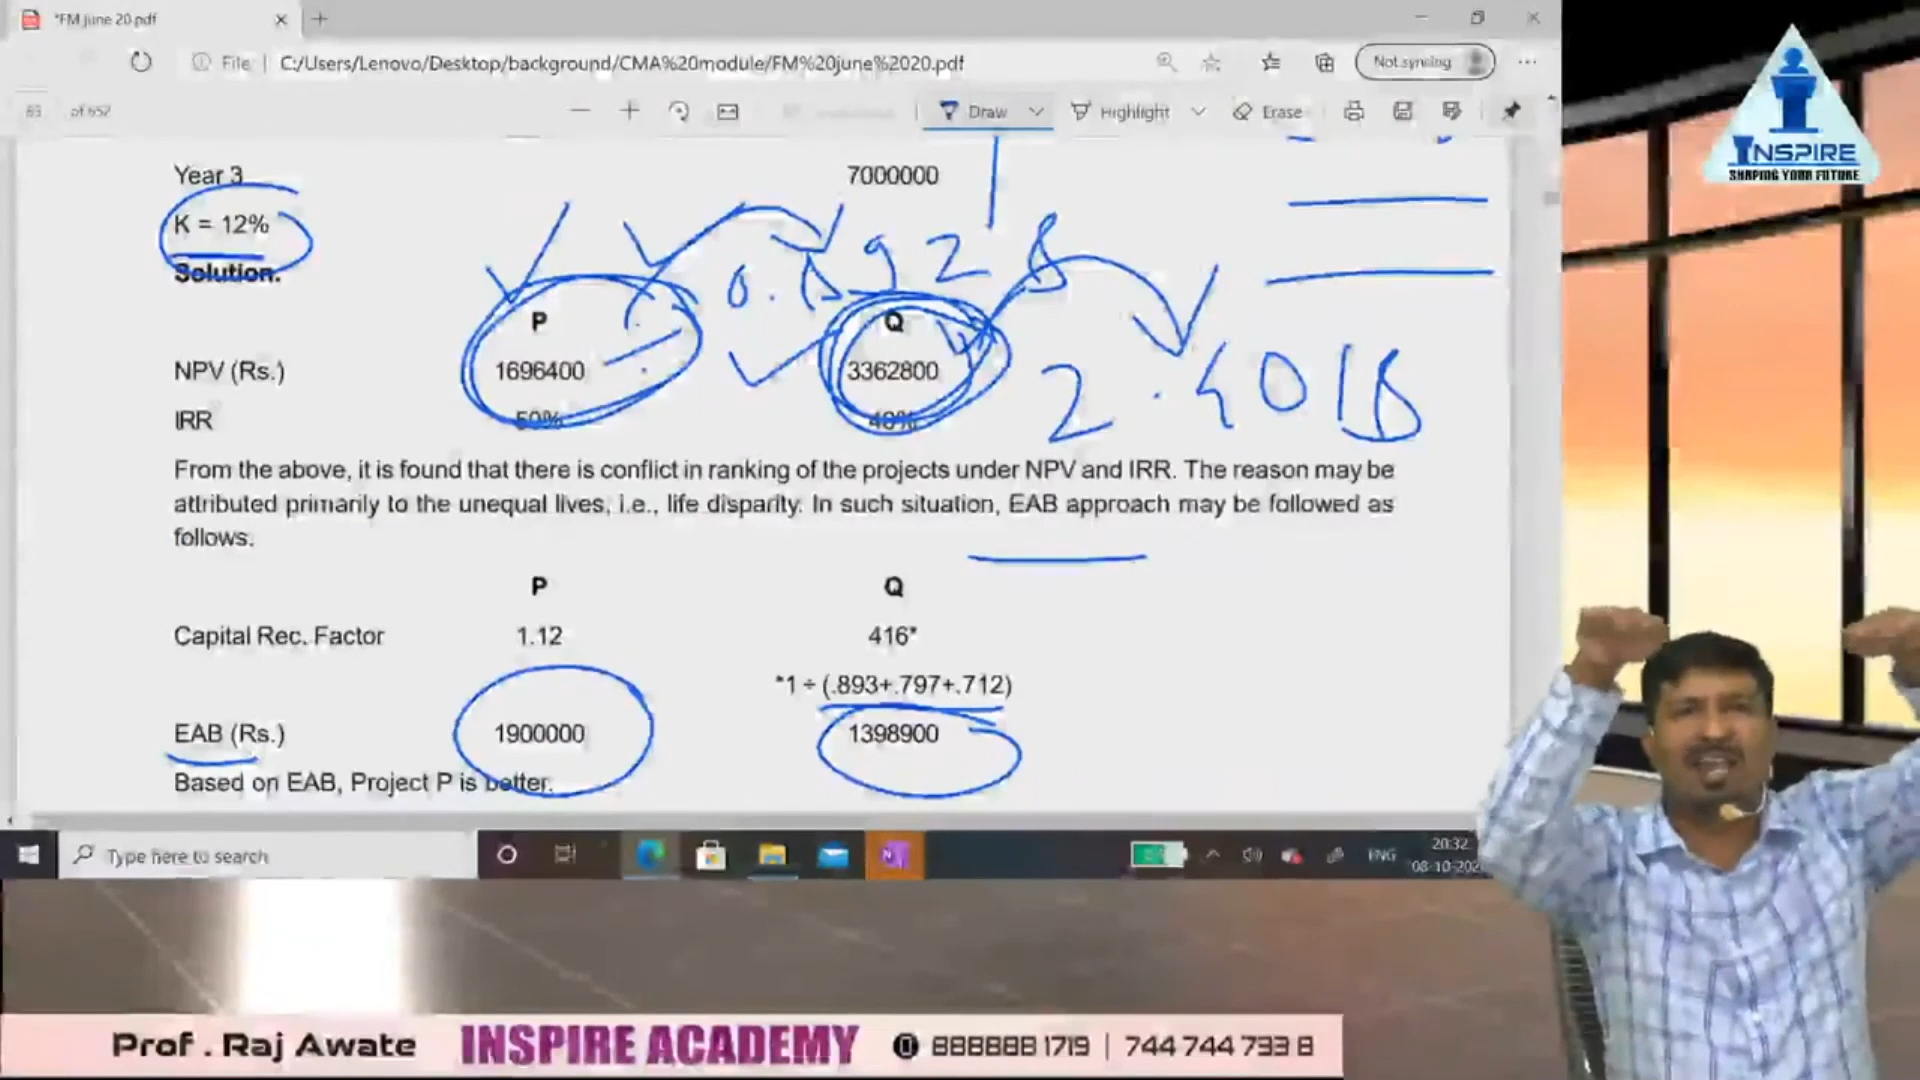 *FM june 20.pdf
File | C:/Users/Lenovo/Desktop/background/CMA%20module/FM%20june%2020.pdf
Not syncing
83 of 652
Draw
Highlight
Erase
Year 3 7000000
K = 12%
Solution:
0.8928
P Q
NPV (Rs.) 1696400 3362800
2.4018
IRR 50% 40%
From the above, it is found that there is conflict in ranking of the projects under NPV and IRR. The reason may be
attributed primarily to the unequal lives, i.e., life disparity. In such situation, EAB approach may be followed as
follows.
P Q
Capital Rec. Factor 1.12 416*
*1 ÷ (.893+.797+.712)
EAB (Rs.) 1900000 1398900
Based on EAB, Project P is better.
Type here to search
ENG
20:32
INSPIRE
SHAPING YOUR FUTURE
Prof . Raj Awate INSPIRE ACADEMY 888888 1719 | 744 744 733 8